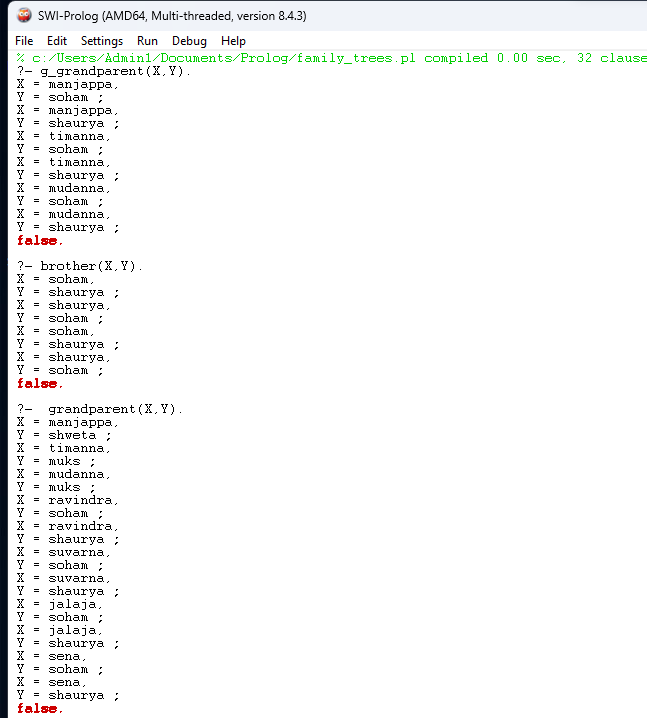 SWI-Prolog (AMD64, Multi-threaded, version 8.4.3)
File Edit Settings Run Debug Help
% c:/Users/Admin1/Documents/Prolog/family_trees.pl compiled 0.00 sec, 32 clause
?- g_grandparent(X,Y).
X = manjappa,
Y = soham ;
X = manjappa,
Y = shaurya ;
X = timanna,
Y = soham ;
X = timanna,
Y = shaurya ;
X = mudanna,
Y = soham ;
X = mudanna,
Y = shaurya ;
false.
?- brother(X,Y).
X = soham,
Y = shaurya ;
X = shaurya,
Y = soham ;
X = soham,
Y = shaurya ;
X = shaurya,
Y = soham ;
false.
?-  grandparent(X,Y).
X = manjappa,
Y = shweta ;
X = timanna,
Y = muks ;
X = mudanna,
Y = muks ;
X = ravindra,
Y = soham ;
X = ravindra,
Y = shaurya ;
X = suvarna,
Y = soham ;
X = suvarna,
Y = shaurya ;
X = jalaja,
Y = soham ;
X = jalaja,
Y = shaurya ;
X = sena,
Y = soham ;
X = sena,
Y = shaurya ;
false.